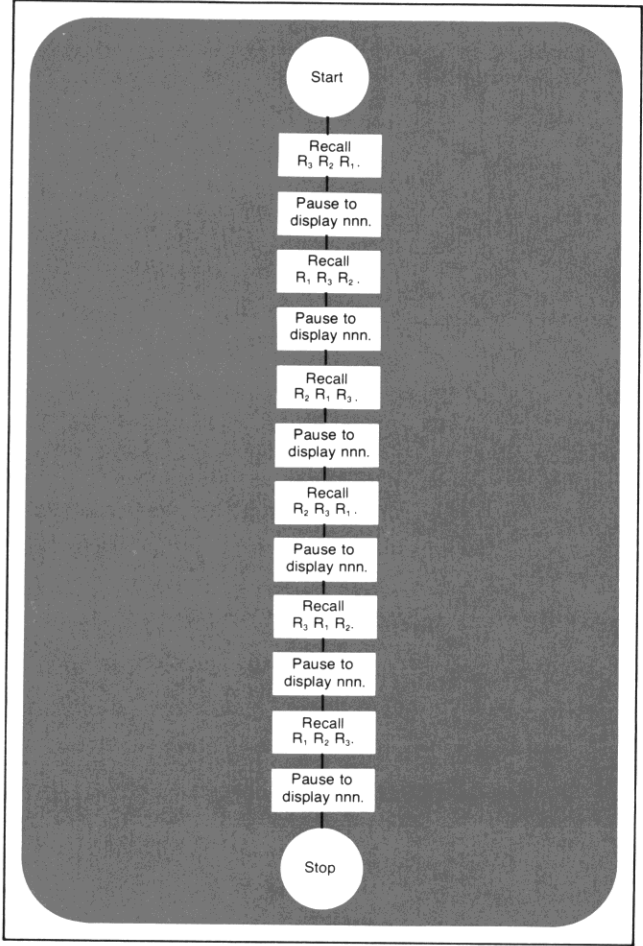 Start
Recall
R₃ R₂ R₁.
Pause to
display nnn.
Recall
R₁ R₃ R₂.
Pause to
display nnn.
Recall
R₂ R₁ R₃.
Pause to
display nnn.
Recall
R₂ R₃ R₁.
Pause to
display nnn.
Recall
R₃ R₁ R₂.
Pause to
display nnn.
Recall
R₁ R₂ R₃.
Pause to
display nnn.
Stop